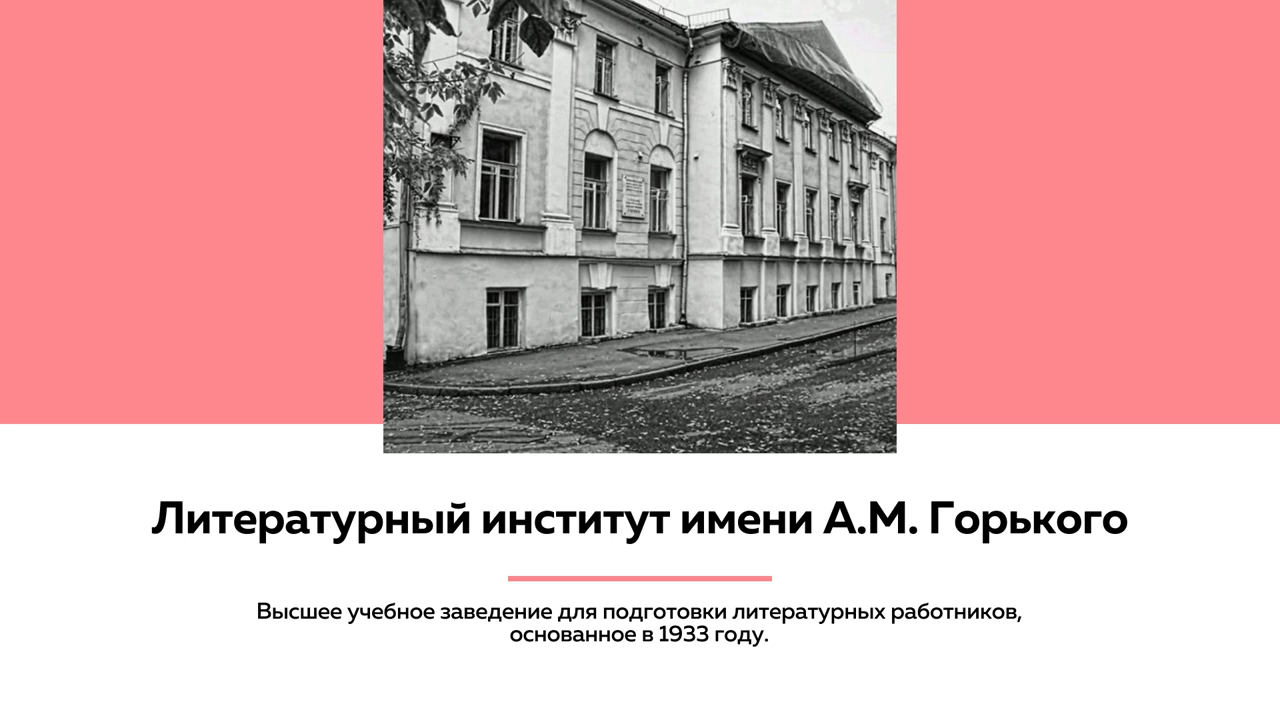 Литературный институт имени А.М. Горького
Высшее учебное заведение для подготовки литературных работников,
основанное в 1933 году.